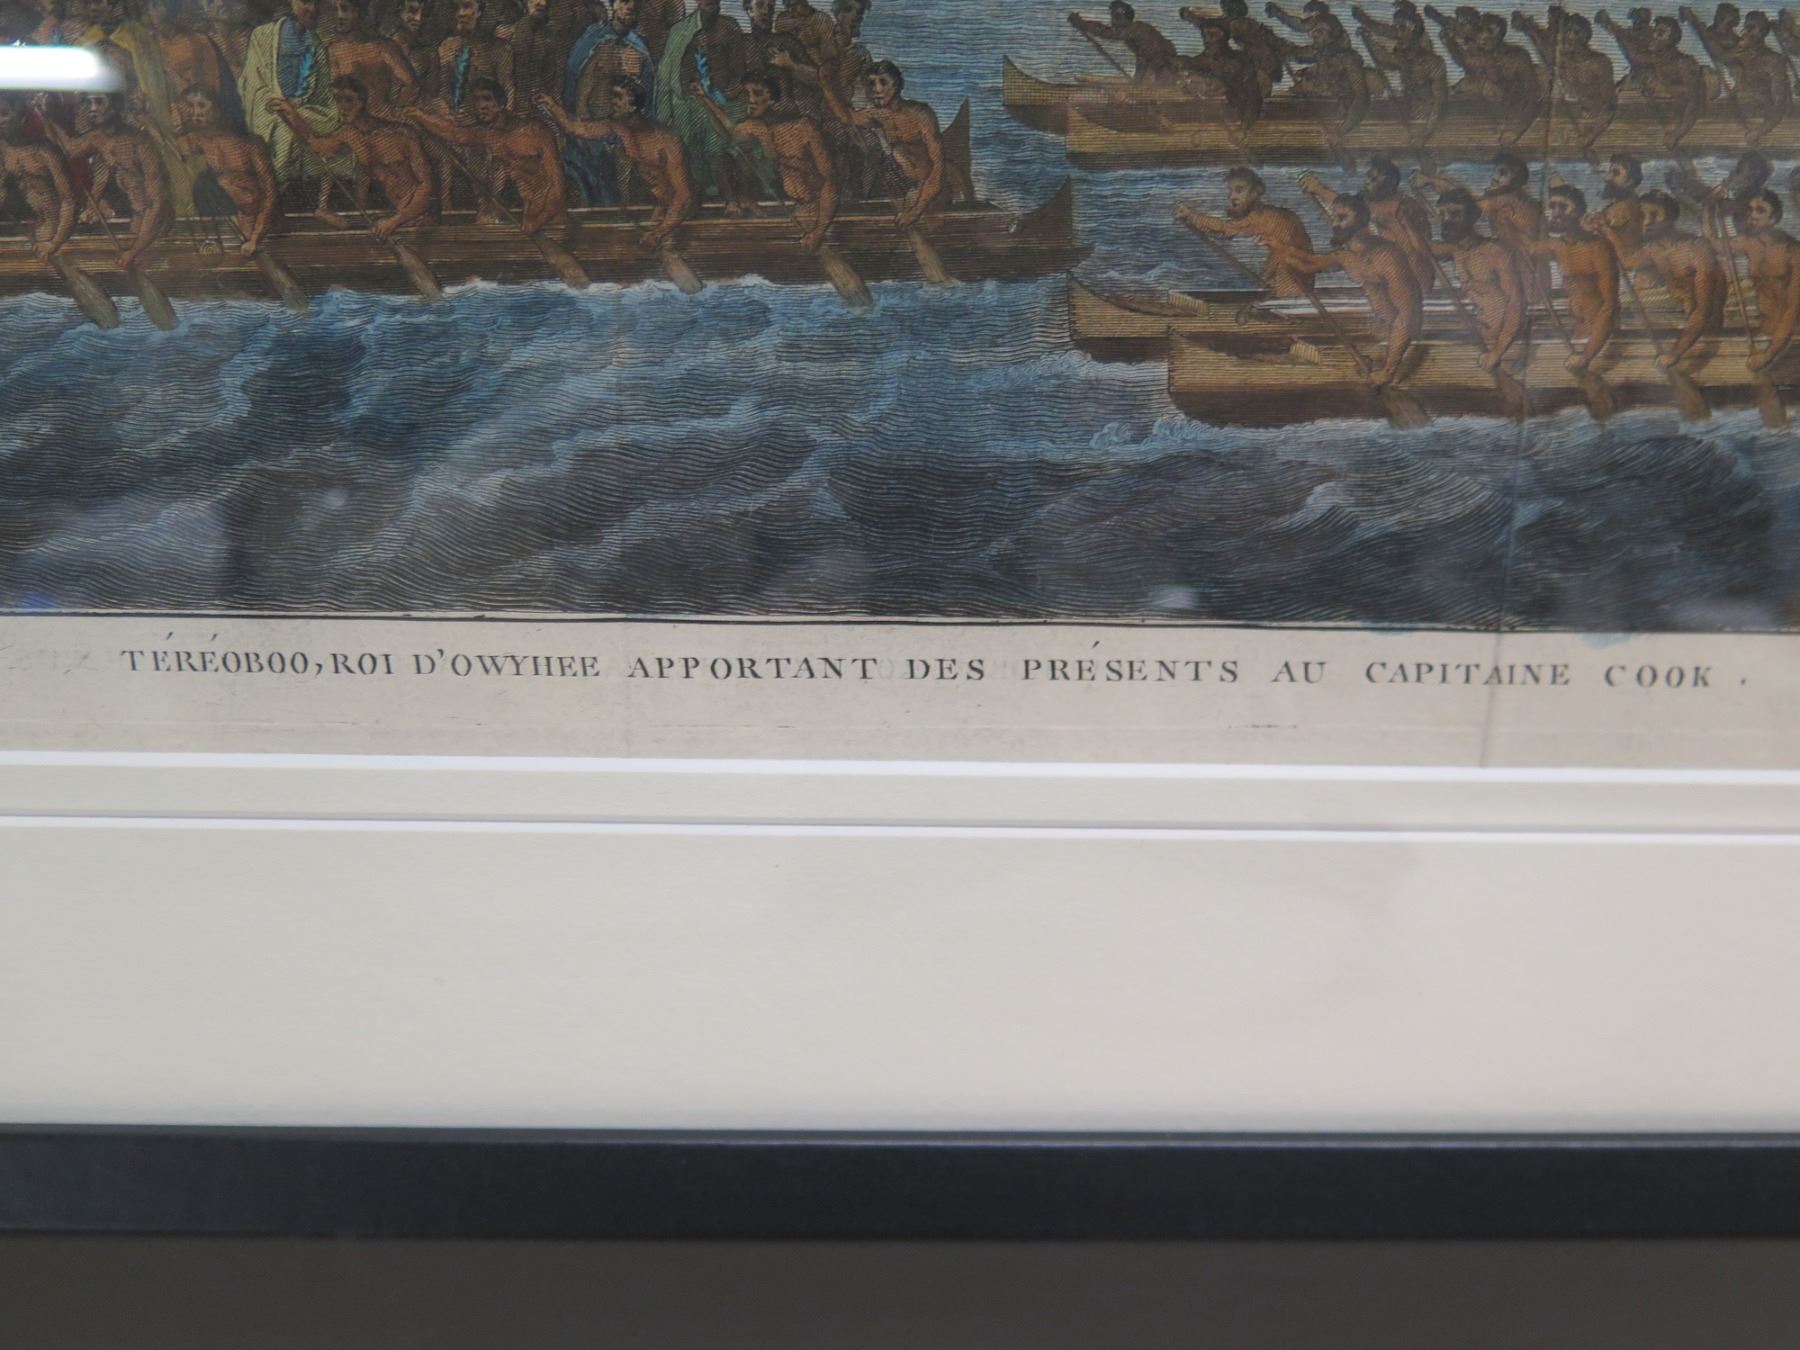 TÉRÉOBOO, ROI D'OWYHEE APPORTANT DES PRÉSENTS AU CAPITAINE COOK.